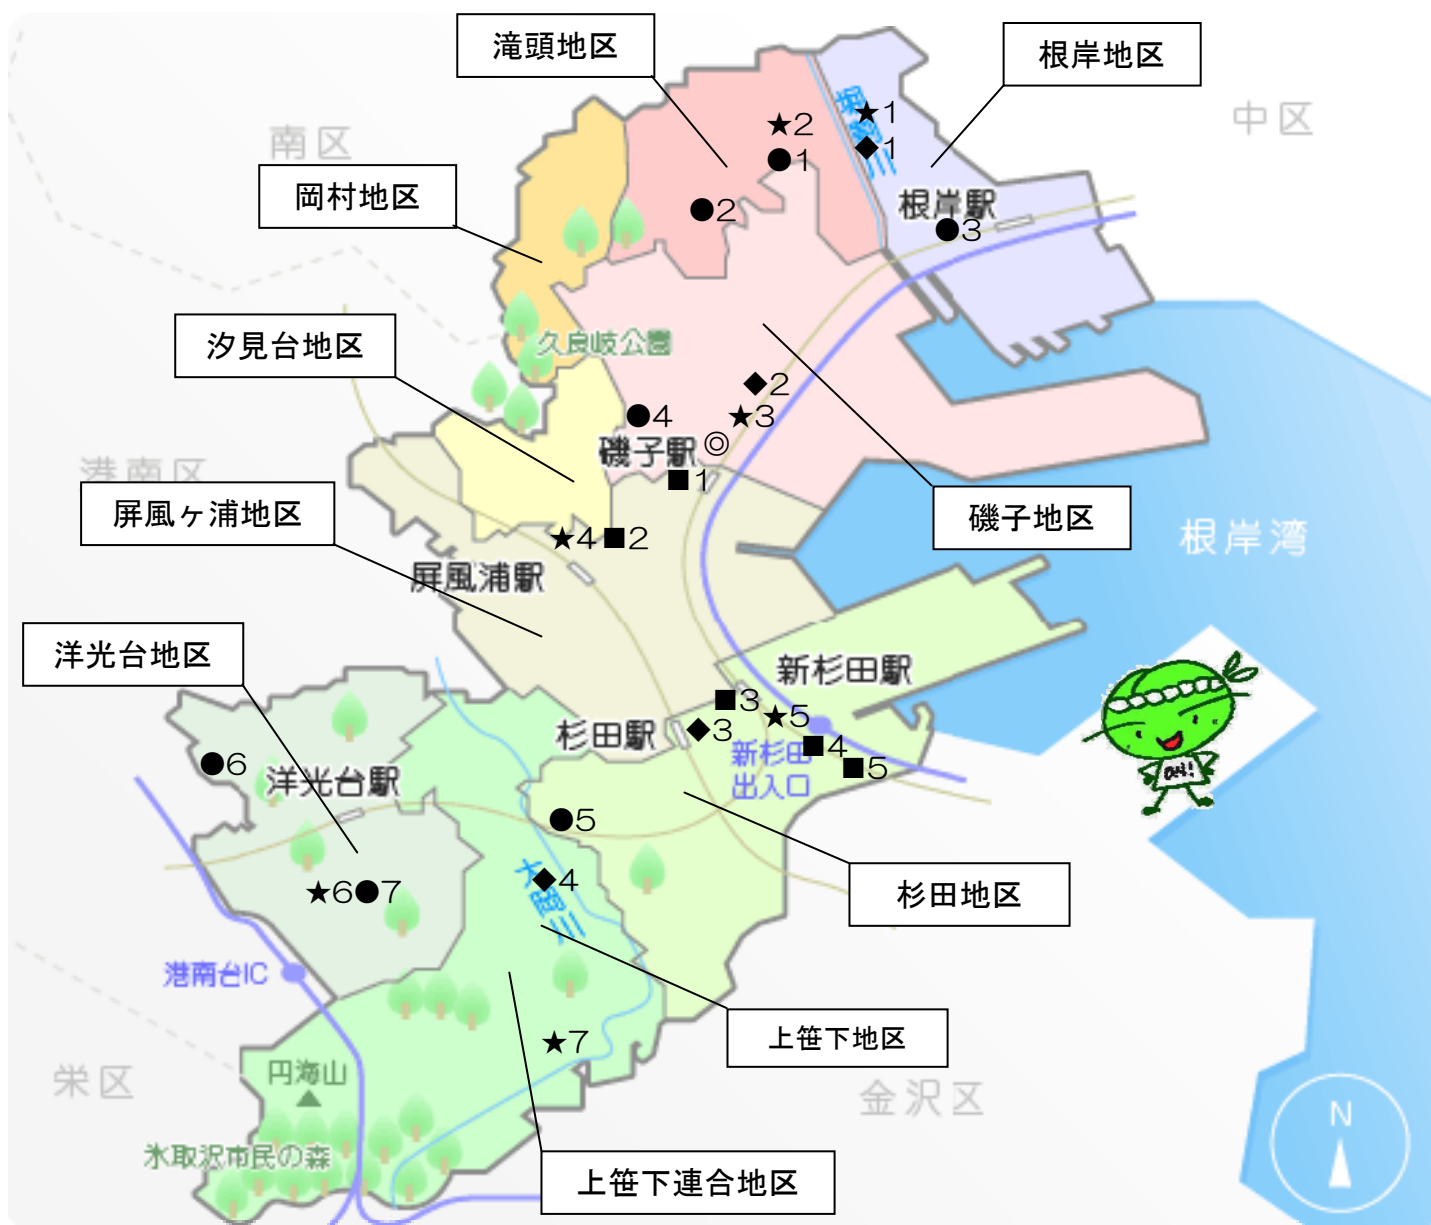 滝頭地区
根岸地区
中区
南区
★2
★1
堀割川
◆1
●1
岡村地区
●2
根岸駅
●3
汐見台地区
久良岐公園
◆2
★3
●4
磯子駅
◎
■1
港南区
屏風ヶ浦地区
磯子地区
根岸湾
★4
■2
屏風浦駅
洋光台地区
新杉田駅
■3
★5
◆3
杉田駅
■4
新杉田
出入口
■5
●6
洋光台駅
●5
★6
●7
大岡川
◆4
杉田地区
港南台IC
上笹下地区
★7
円海山
栄区
金沢区
氷取沢市民の森
上笹下連合地区
N